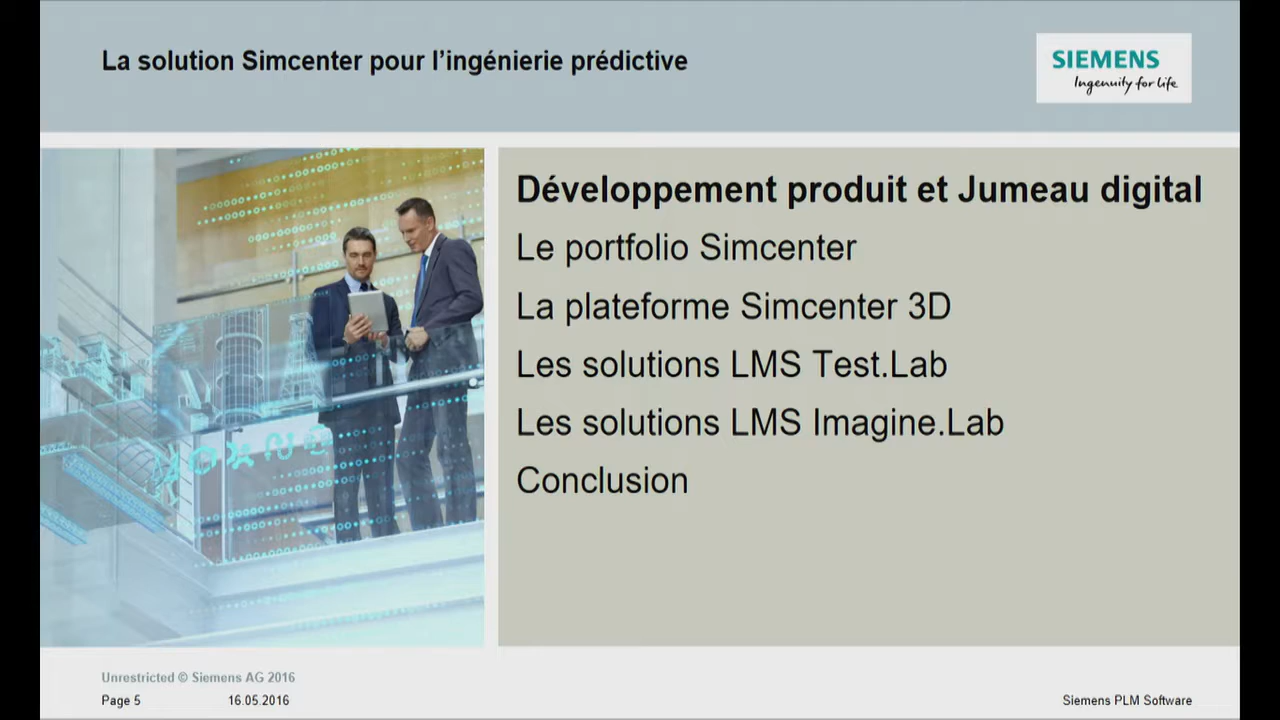 La solution Simcenter pour l’ingénierie prédictive
SIEMENS
Ingenuity for life
Développement produit et Jumeau digital
Le portfolio Simcenter
La plateforme Simcenter 3D
Les solutions LMS Test.Lab
Les solutions LMS Imagine.Lab
Conclusion
Unrestricted © Siemens AG 2016
Page 5 16.05.2016 Siemens PLM Software